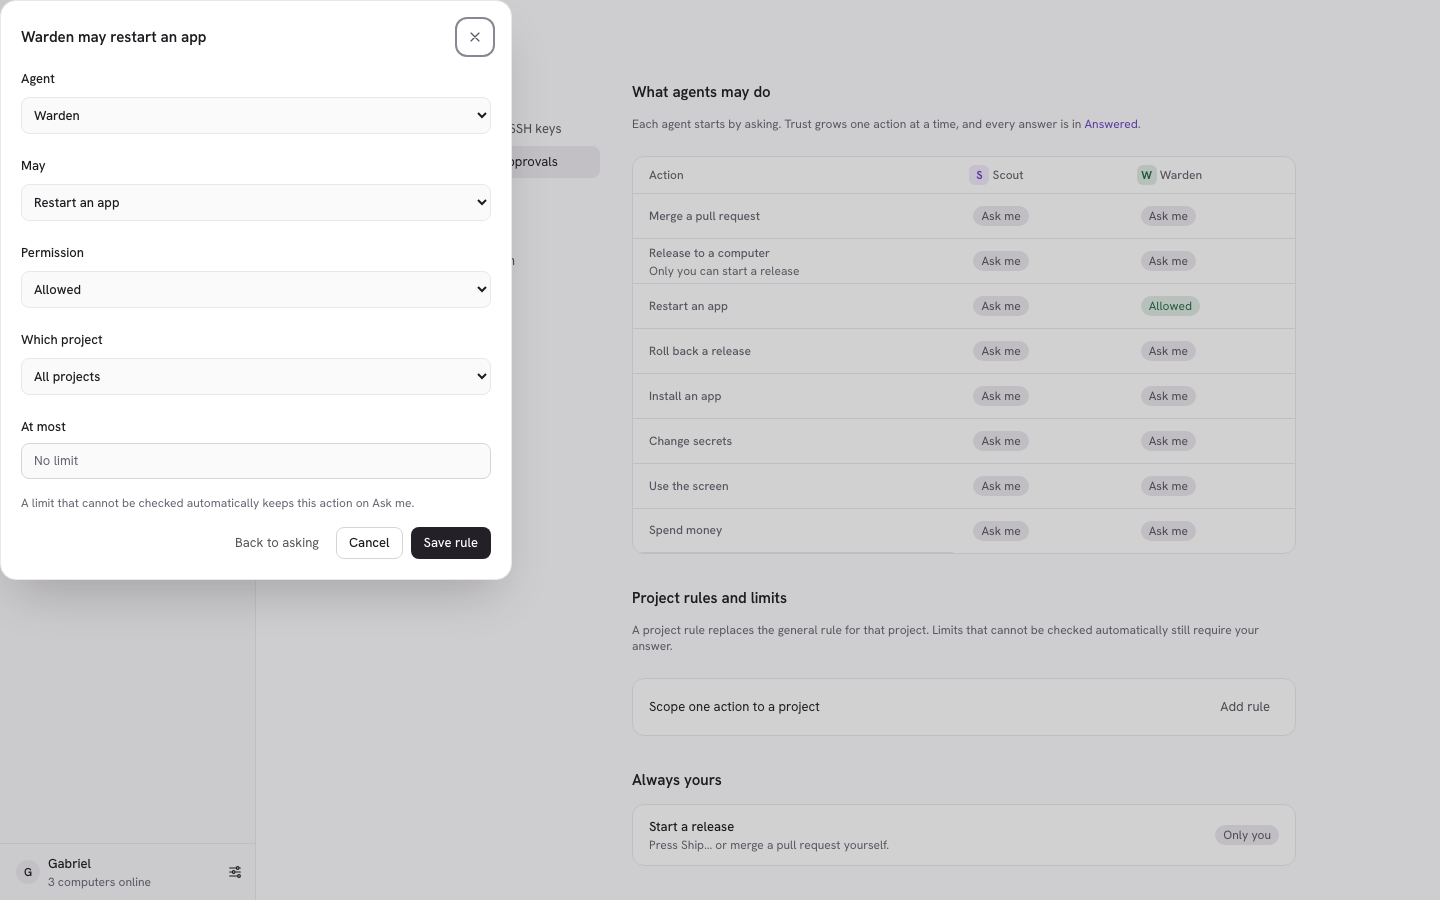 Warden may restart an app
Agent
Warden
May
Restart an app
Permission
Allowed
Which project
All projects
At most
No limit
A limit that cannot be checked automatically keeps this action on Ask me.
Back to asking
Cancel
Save rule
SSH keys
What agents may do
Each agent starts by asking. Trust grows one action at a time, and every answer is in Answered.
Action S Scout W Warden
Merge a pull request Ask me Ask me
Release to a computer
Only you can start a release
Ask me Ask me
Restart an app Ask me Allowed
Roll back a release Ask me Ask me
Install an app Ask me Ask me
Change secrets Ask me Ask me
Use the screen Ask me Ask me
Spend money Ask me Ask me
Project rules and limits
A project rule replaces the general rule for that project. Limits that cannot be checked automatically still require your
answer.
Scope one action to a project Add rule
Always yours
Start a release
Press Ship... or merge a pull request yourself.
Only you
G Gabriel
3 computers online